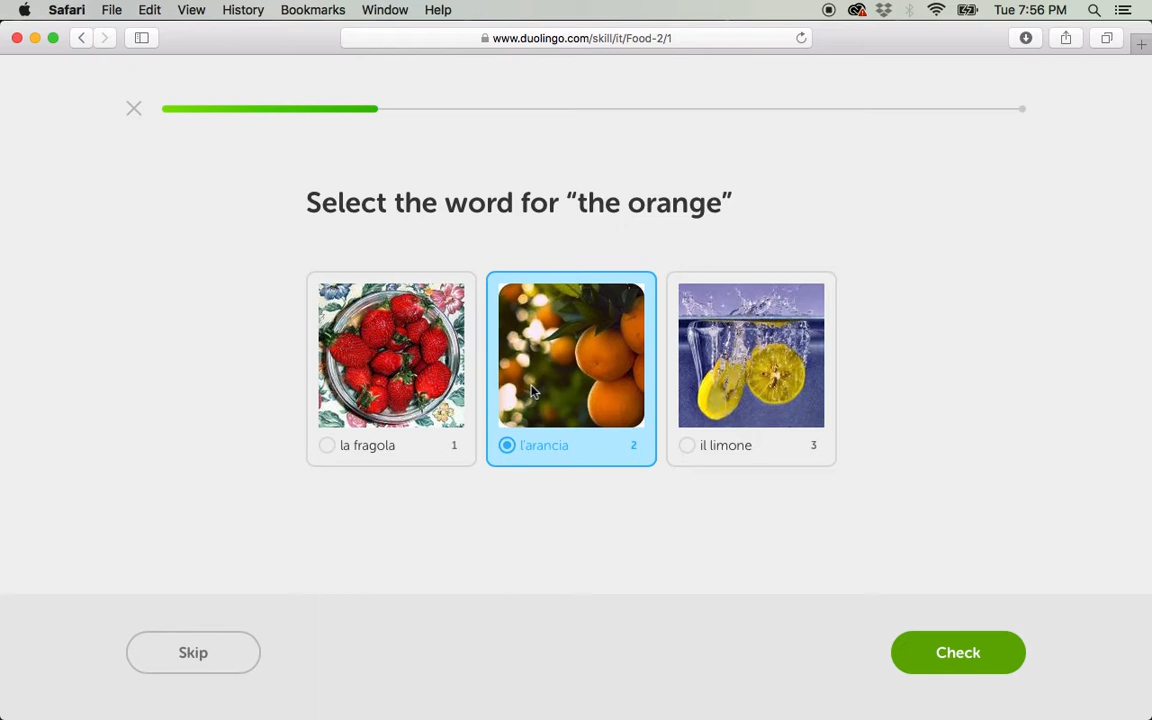 Safari File Edit View History Bookmarks Window Help Tue 7:56 PM
www.duolingo.com/skill/it/Food-2/1
Select the word for “the orange”
la fragola 1 l'arancia 2 il limone 3
Skip Check